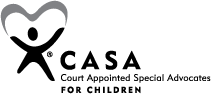 ® CASA
Court Appointed Special Advocates
FOR CHILDREN